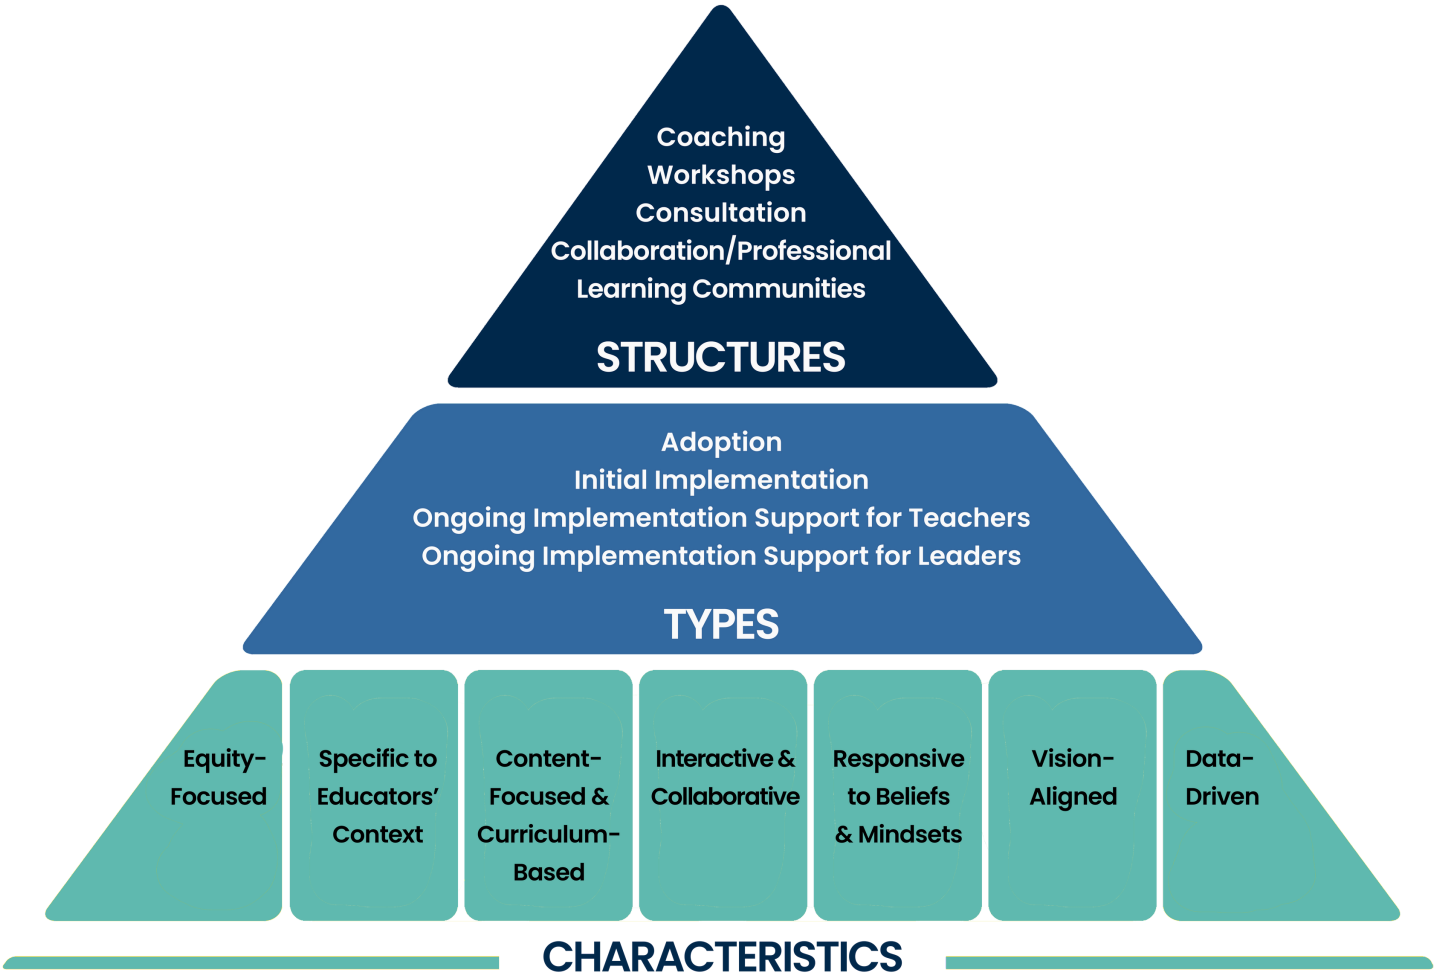 Coaching
Workshops
Consultation
Collaboration/Professional
Learning Communities
STRUCTURES
Adoption
Initial Implementation
Ongoing Implementation Support for Teachers
Ongoing Implementation Support for Leaders
TYPES
Equity-
Focused
Specific to
Educators’
Context
Content-
Focused &
Curriculum-
Based
Interactive &
Collaborative
Responsive
to Beliefs
& Mindsets
Vision-
Aligned
Data-
Driven
CHARACTERISTICS